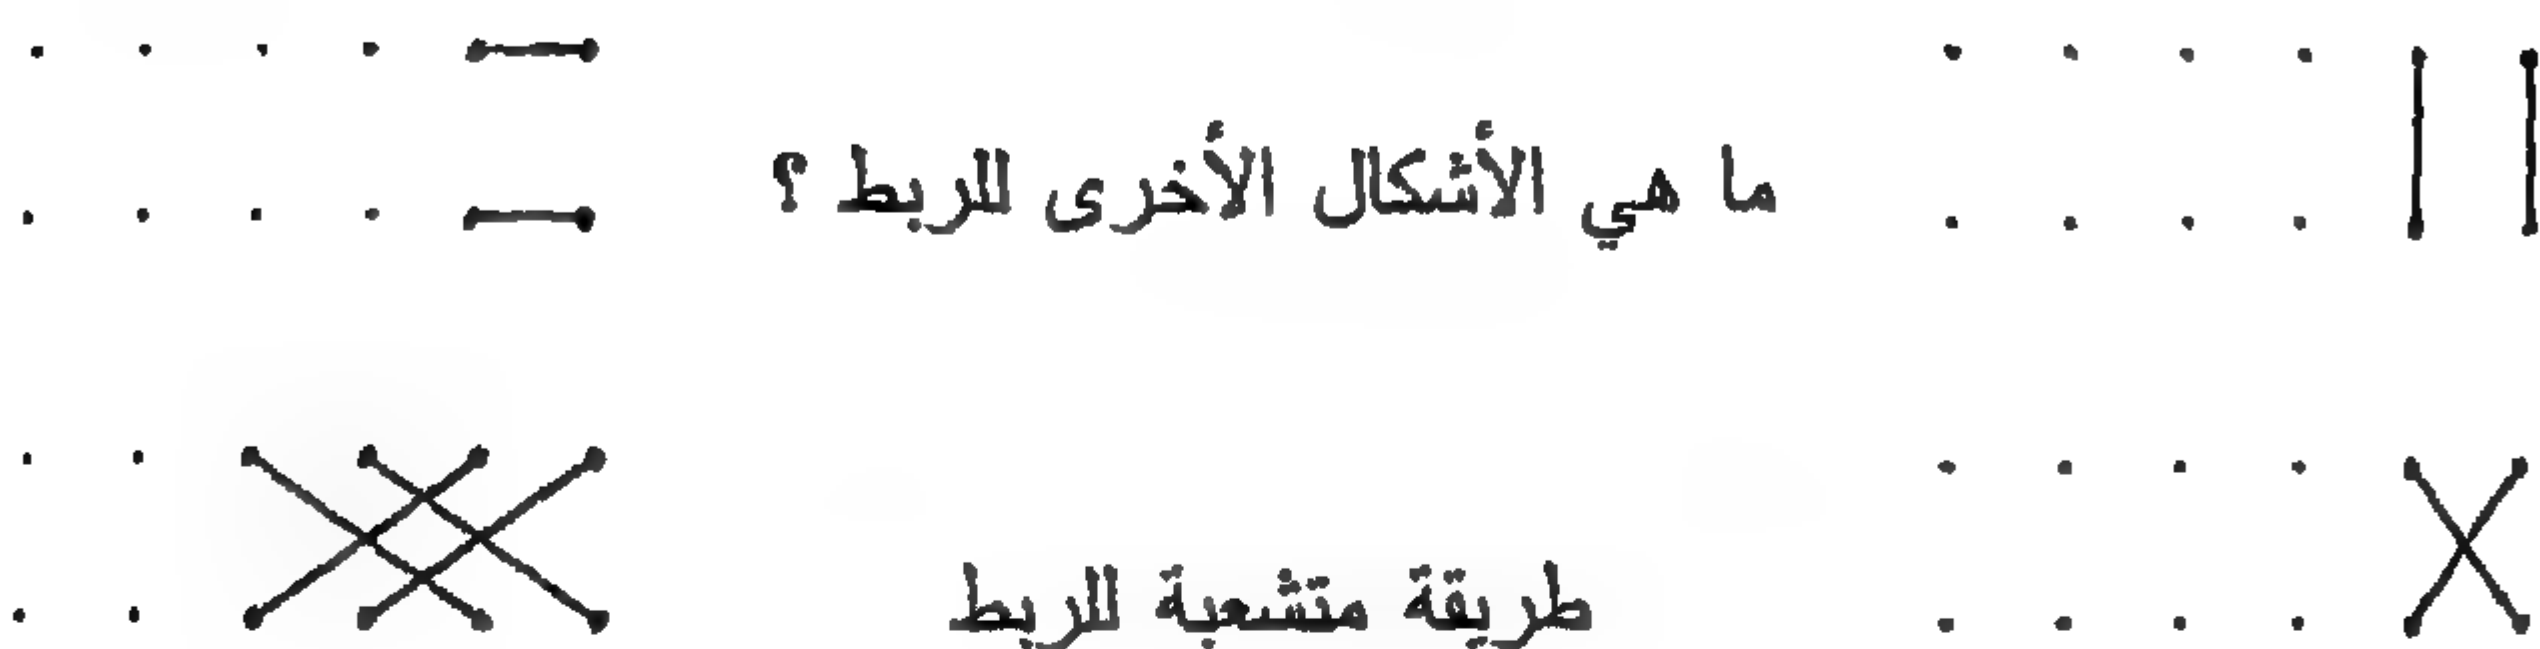 ما هي الأشكال الأخرى للربط ؟
طريقة متشعبة للربط